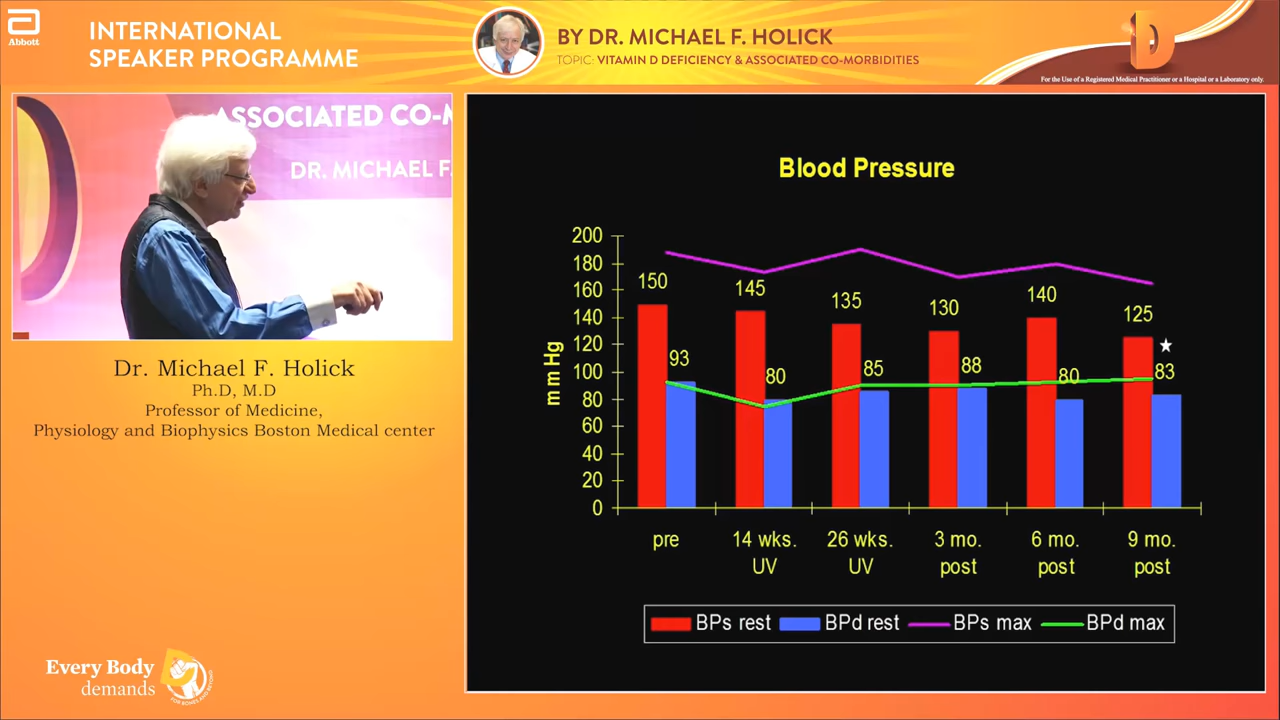 Abbott
INTERNATIONAL
SPEAKER PROGRAMME
BY DR. MICHAEL F. HOLICK
TOPIC: VITAMIN D DEFICIENCY & ASSOCIATED CO-MORBIDITIES
D
For the Use of a Registered Medical Practitioner or a Hospital or a Laboratory only.
ASSOCIATED CO-M
DR. MICHAEL F.
Dr. Michael F. Holick
Ph.D, M.D
Professor of Medicine,
Physiology and Biophysics Boston Medical center
Every Body
demands
FOR BONES AND BEYOND
Blood Pressure
mm Hg
200
180
160
140
120
100
80
60
40
20
0
150
93
145
80
135
85
130
88
140
80
125
83
pre
14 wks.
UV
26 wks.
UV
3 mo.
post
6 mo.
post
9 mo.
post
BPs rest BPd rest BPs max BPd max